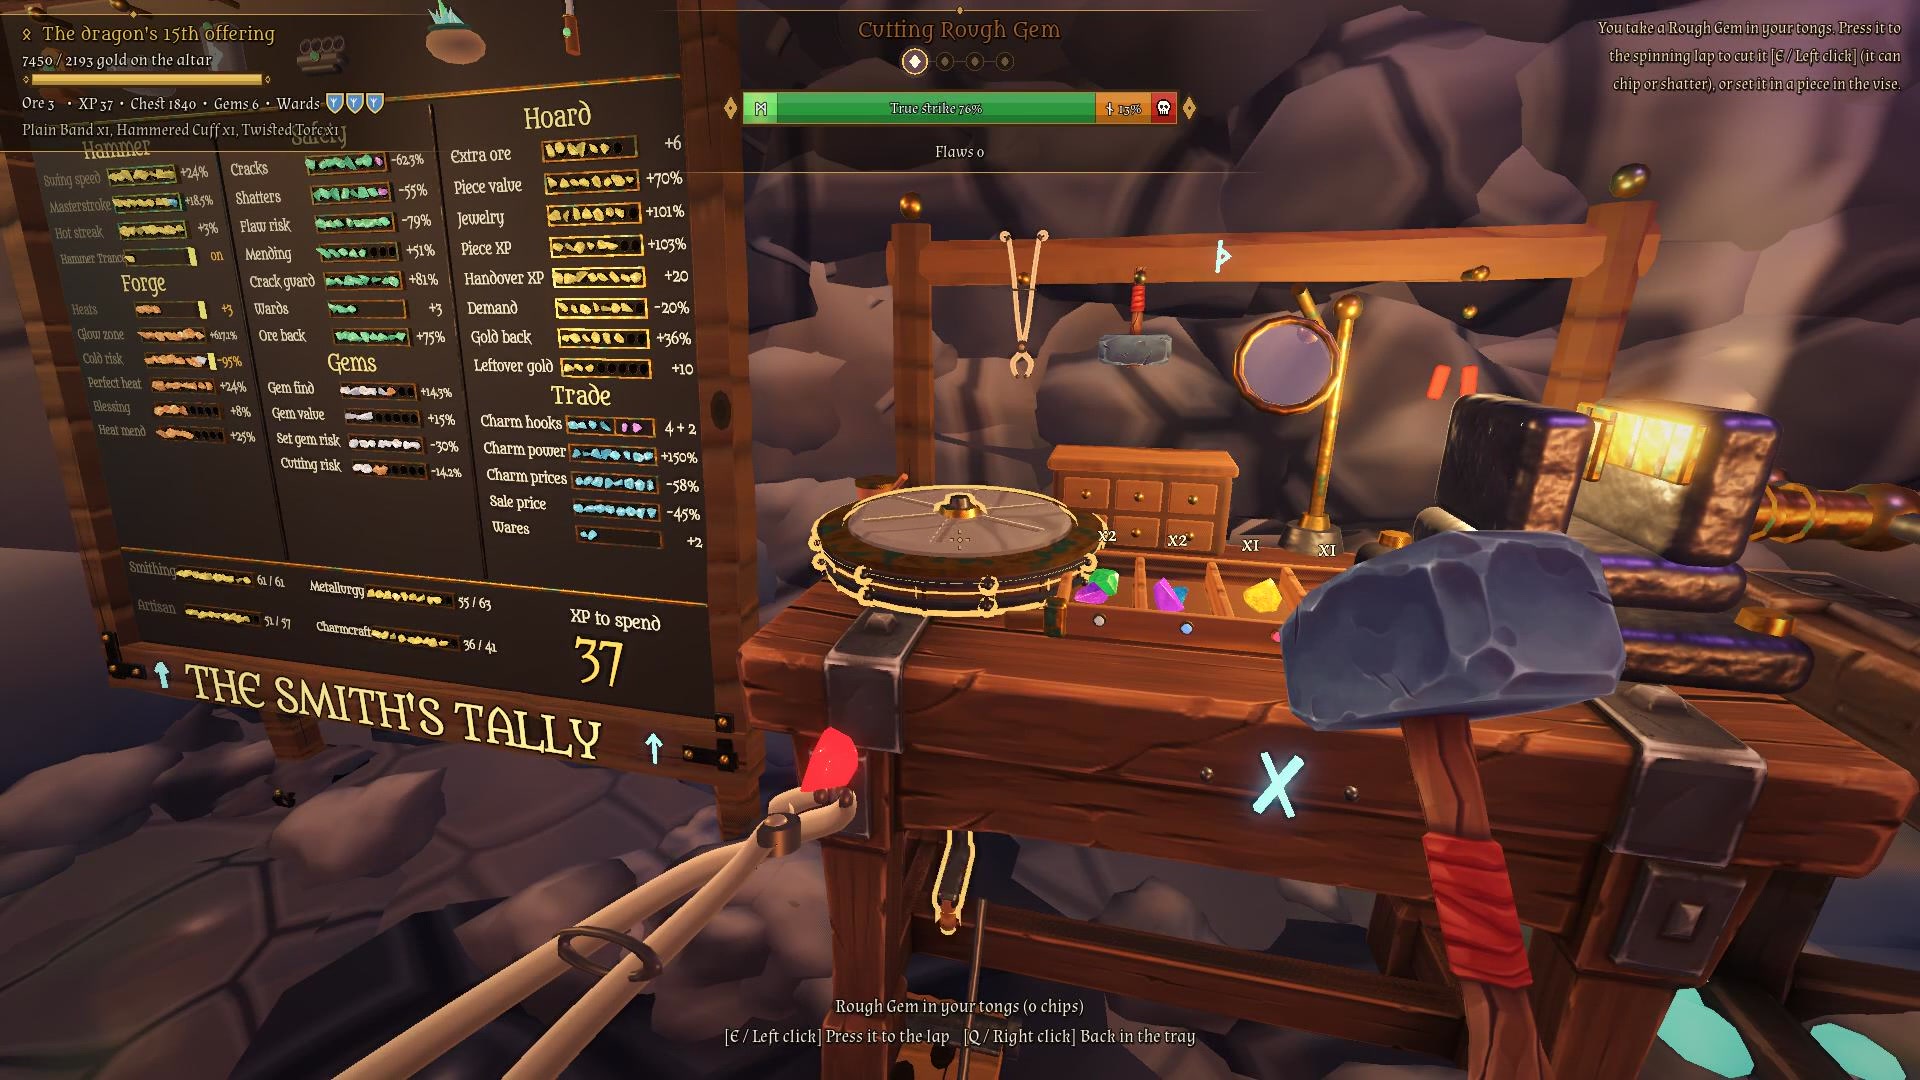 The dragon's 15th offering
7450 / 2193 gold on the altar
Ore 3 • XP 37 • Chest 1840 • Gems 6 • Wards
Plain Band x1, Hammered Cuff x1, Twisted Torc x1
Cutting Rough Gem
True strike 76%
13%
Flaws 0
You take a Rough Gem in your tongs. Press it to
the spinning lap to cut it [E / Left click] (it can
chip or shatter), or set it in a piece in the vise.
Hammer
Swing speed +24%
Masterstroke +18.5%
Hot streak +3%
Hammer Trance on
Forge
Heats +3
Glow zone
Cold risk -95%
Perfect heat +24%
Blessing +8%
Heat mend +25%
Safety
Cracks -62.3%
Shatters -55%
Flaw risk -79%
Mending +51%
Crack guard +81%
Wards +3
Ore back +75%
Gems
Gem find +14.3%
Gem value +15%
Set gem risk -30%
Cutting risk -14.2%
Hoard
Extra ore +6
Piece value +70%
Jewelry +101%
Piece XP +103%
Handover XP +20
Demand -20%
Gold back +36%
Leftover gold +10
Trade
Charm hooks 4 + 2
Charm power +150%
Charm prices -58%
Sale price -45%
Wares +2
Smithing 61 / 61
Metallurgy 55 / 63
Artisan 51 / 57
Charmcraft 36 / 41
XP to spend
37
THE SMITH'S TALLY
X2
X2
X1
X1
Rough Gem in your tongs (0 chips)
[E / Left click] Press it to the lap [Q / Right click] Back in the tray